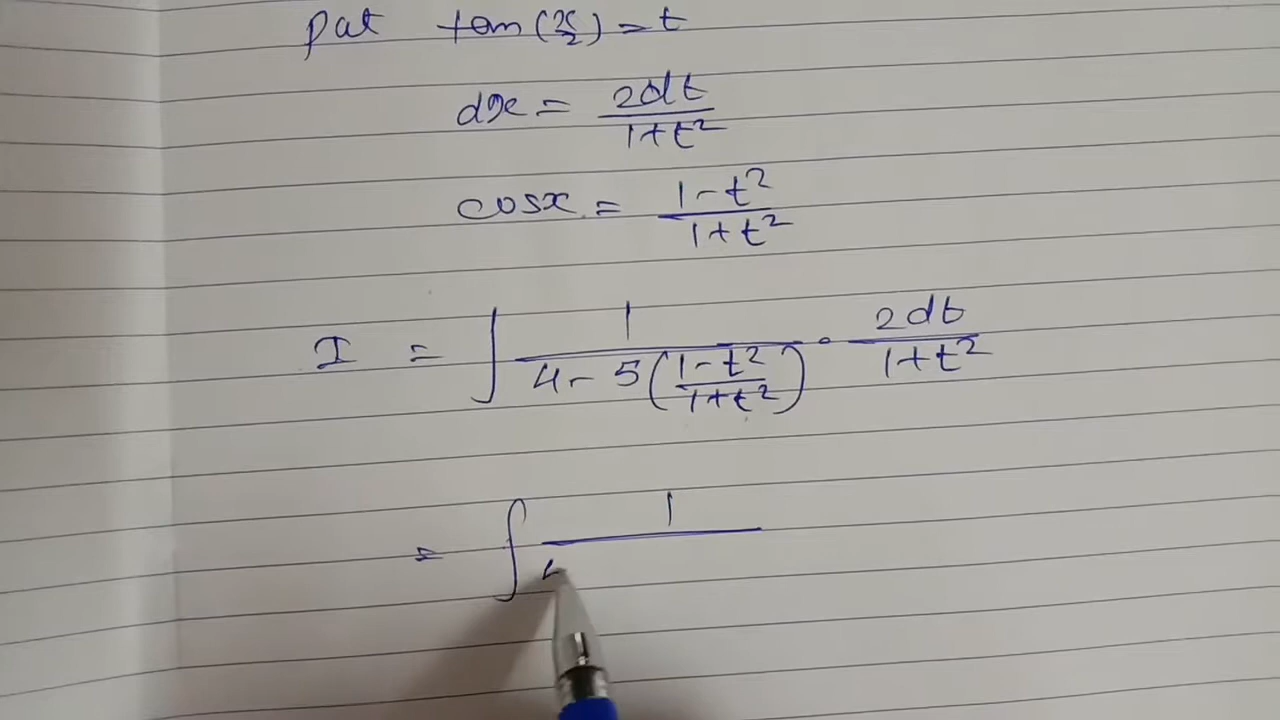 Put tan(x/2) = t
dx = 2dt / 1+t²
cosx = 1-t² / 1+t²
I = ∫ 1 / 4-5(1-t² / 1+t²) · 2dt / 1+t²
= ∫ 1 /